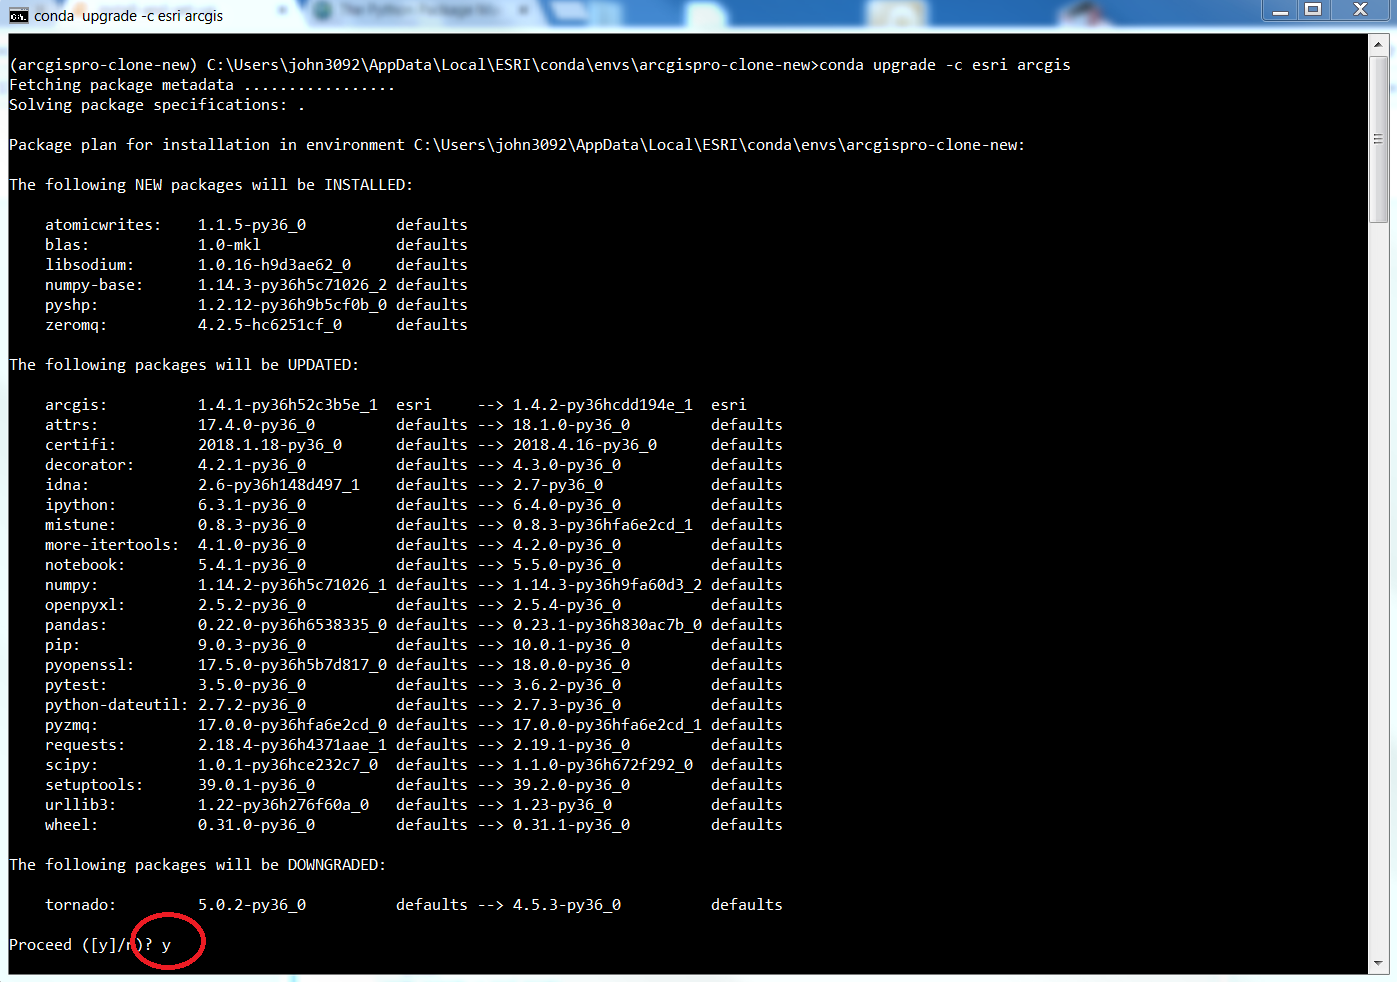 conda  upgrade -c esri arcgis
(arcgispro-clone-new) C:\Users\john3092\AppData\Local\ESRI\conda\envs\arcgispro-clone-new>conda upgrade -c esri arcgis
Fetching package metadata .................
Solving package specifications: .
Package plan for installation in environment C:\Users\john3092\AppData\Local\ESRI\conda\envs\arcgispro-clone-new:
The following NEW packages will be INSTALLED:
atomicwrites: 1.1.5-py36_0 defaults
blas: 1.0-mkl defaults
libsodium: 1.0.16-h9d3ae62_0 defaults
numpy-base: 1.14.3-py36h5c71026_2 defaults
pyshp: 1.2.12-py36h9b5cf0b_0 defaults
zeromq: 4.2.5-hc6251cf_0 defaults
The following packages will be UPDATED:
arcgis: 1.4.1-py36h52c3b5e_1 esri --> 1.4.2-py36hcdd194e_1 esri
attrs: 17.4.0-py36_0 defaults --> 18.1.0-py36_0 defaults
certifi: 2018.1.18-py36_0 defaults --> 2018.4.16-py36_0 defaults
decorator: 4.2.1-py36_0 defaults --> 4.3.0-py36_0 defaults
idna: 2.6-py36h148d497_1 defaults --> 2.7-py36_0 defaults
ipython: 6.3.1-py36_0 defaults --> 6.4.0-py36_0 defaults
mistune: 0.8.3-py36_0 defaults --> 0.8.3-py36hfa6e2cd_1 defaults
more-itertools: 4.1.0-py36_0 defaults --> 4.2.0-py36_0 defaults
notebook: 5.4.1-py36_0 defaults --> 5.5.0-py36_0 defaults
numpy: 1.14.2-py36h5c71026_1 defaults --> 1.14.3-py36h9fa60d3_2 defaults
openpyxl: 2.5.2-py36_0 defaults --> 2.5.4-py36_0 defaults
pandas: 0.22.0-py36h6538335_0 defaults --> 0.23.1-py36h830ac7b_0 defaults
pip: 9.0.3-py36_0 defaults --> 10.0.1-py36_0 defaults
pyopenssl: 17.5.0-py36h5b7d817_0 defaults --> 18.0.0-py36_0 defaults
pytest: 3.5.0-py36_0 defaults --> 3.6.2-py36_0 defaults
python-dateutil: 2.7.2-py36_0 defaults --> 2.7.3-py36_0 defaults
pyzmq: 17.0.0-py36hfa6e2cd_0 defaults --> 17.0.0-py36hfa6e2cd_1 defaults
requests: 2.18.4-py36h4371aae_1 defaults --> 2.19.1-py36_0 defaults
scipy: 1.0.1-py36hce232c7_0 defaults --> 1.1.0-py36h672f292_0 defaults
setuptools: 39.0.1-py36_0 defaults --> 39.2.0-py36_0 defaults
urllib3: 1.22-py36h276f60a_0 defaults --> 1.23-py36_0 defaults
wheel: 0.31.0-py36_0 defaults --> 0.31.1-py36_0 defaults
The following packages will be DOWNGRADED:
tornado: 5.0.2-py36_0 defaults --> 4.5.3-py36_0 defaults
Proceed ([y]/n)? y